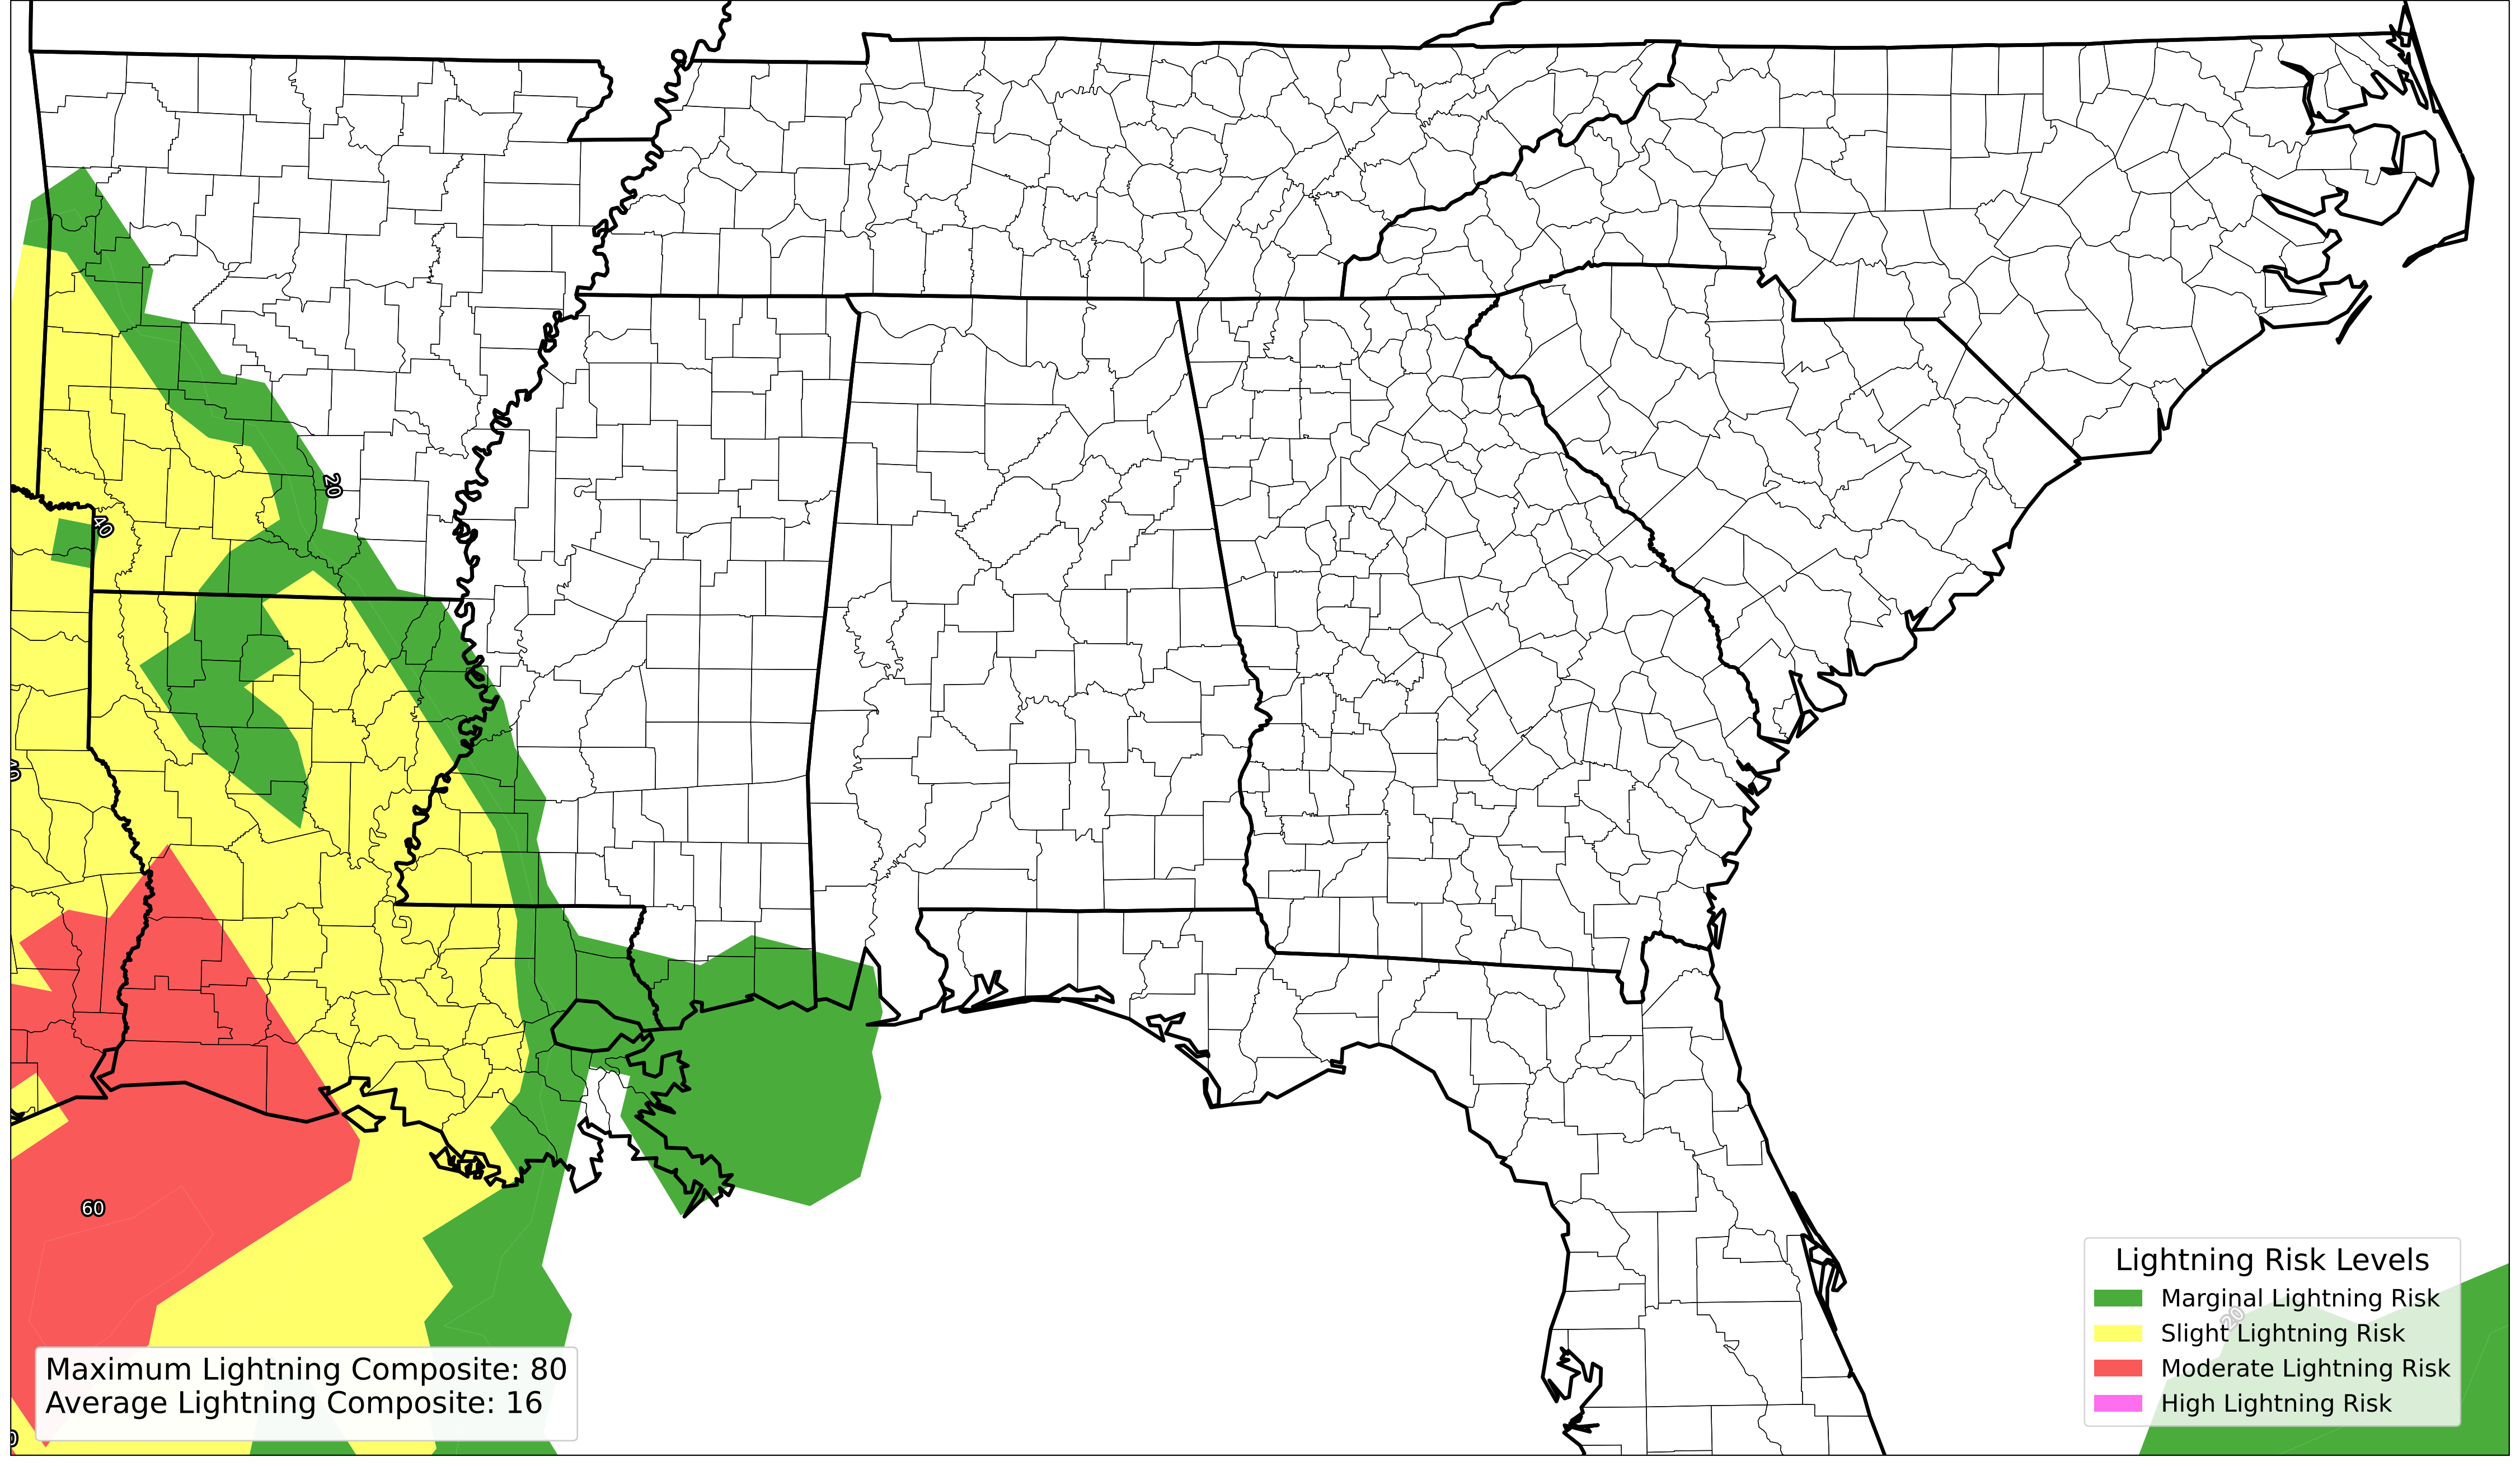 20
40
60
20
Maximum Lightning Composite: 80
Average Lightning Composite: 16
Lightning Risk Levels
Marginal Lightning Risk
Slight Lightning Risk
Moderate Lightning Risk
High Lightning Risk